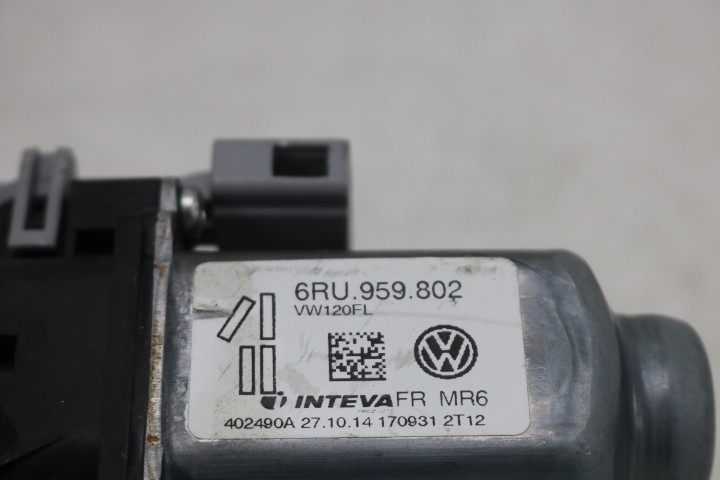 6RU.959.802
VW120FL
INTEVA FR MR6
402490A 27.10.14 170931 2T12